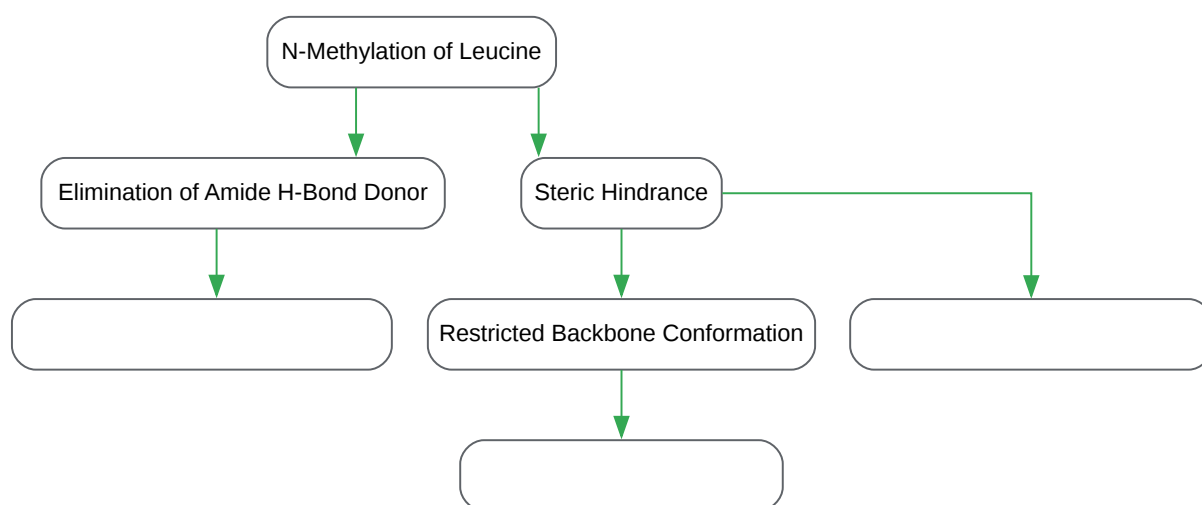 N-Methylation of Leucine
Elimination of Amide H-Bond Donor
Steric Hindrance
Restricted Backbone Conformation